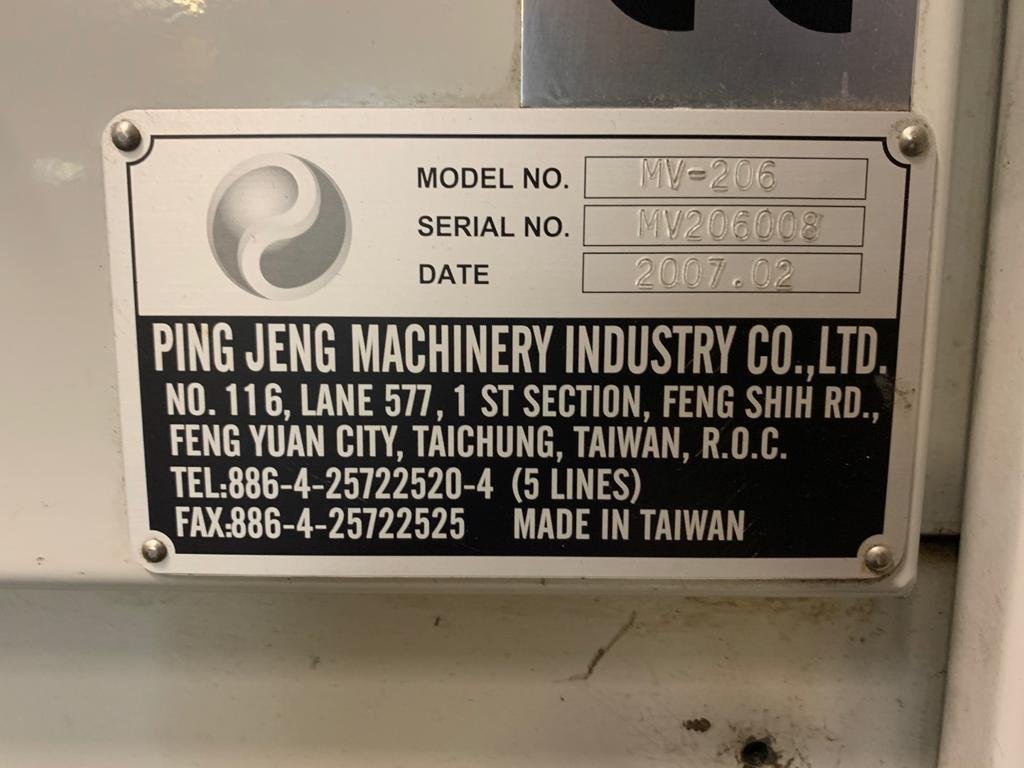 MODEL NO. MV-206
SERIAL NO. MV206008
DATE 2007.02
PING JENG MACHINERY INDUSTRY CO.,LTD.
NO. 116, LANE 577, 1 ST SECTION, FENG SHIH RD.,
FENG YUAN CITY, TAICHUNG, TAIWAN, R.O.C.
TEL:886-4-25722520-4 (5 LINES)
FAX:886-4-25722525 MADE IN TAIWAN